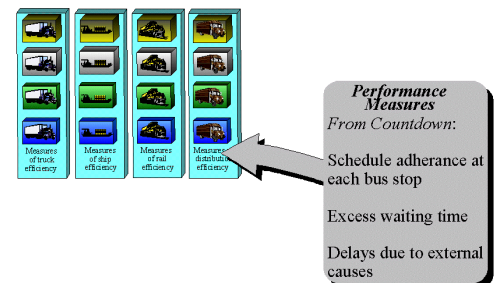 Measures
of truck
efficiency
Measures
of ship
efficiency
Measures
of rail
efficiency
Measures
distribution
efficiency
Performance
Measures
From Countdown:
Schedule adherance at
each bus stop
Excess waiting time
Delays due to external
causes